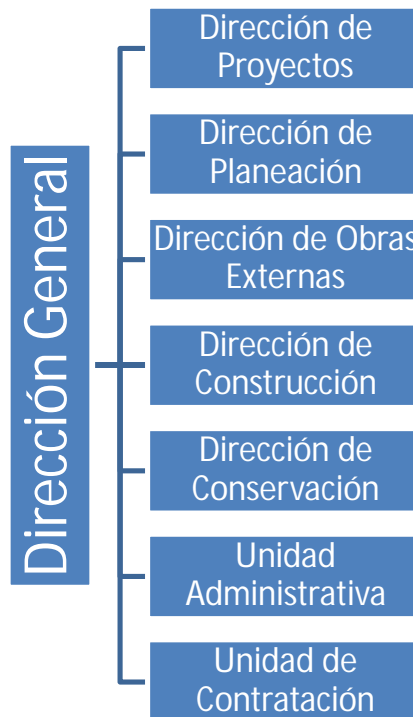 Dirección General
Dirección de
Proyectos
Dirección de
Planeación
Dirección de Obras
Externas
Dirección de
Construcción
Dirección de
Conservación
Unidad
Administrativa
Unidad de
Contratación